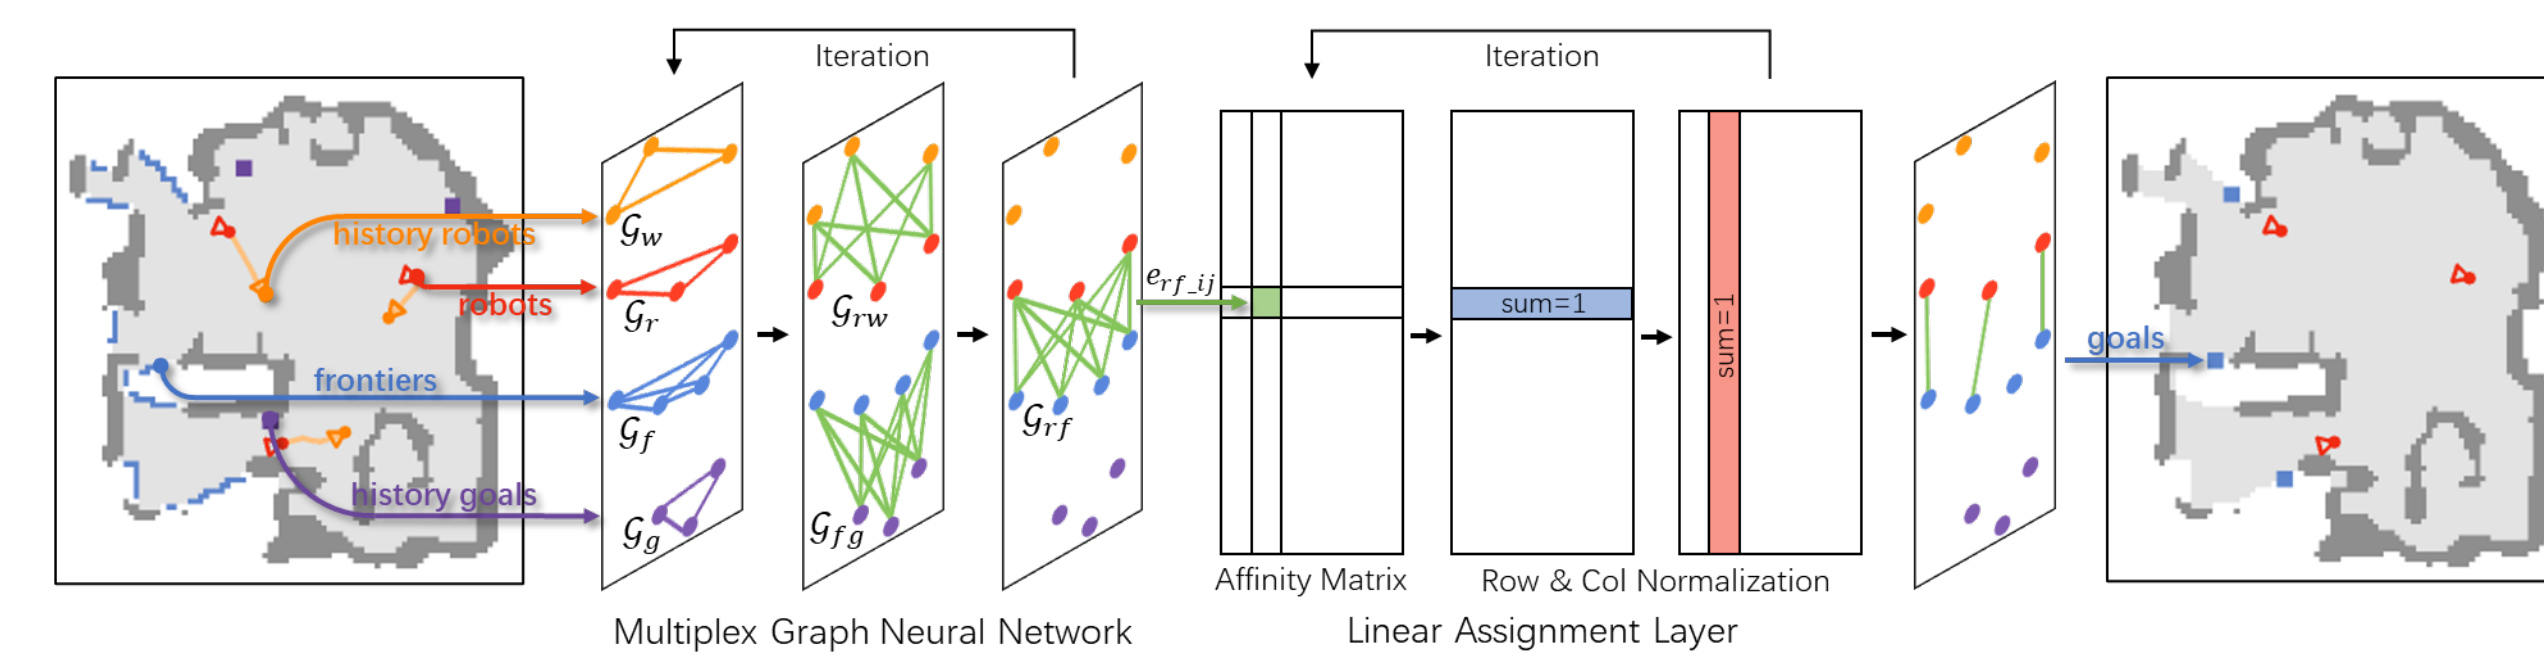 Iteration
Iteration
history robots
robots
frontiers
history goals
𝒢w
𝒢r
𝒢f
𝒢g
𝒢rw
𝒢fg
𝒢rf
e_rf_ij
sum=1
sum=1
goals
Affinity Matrix
Row & Col Normalization
Multiplex Graph Neural Network
Linear Assignment Layer